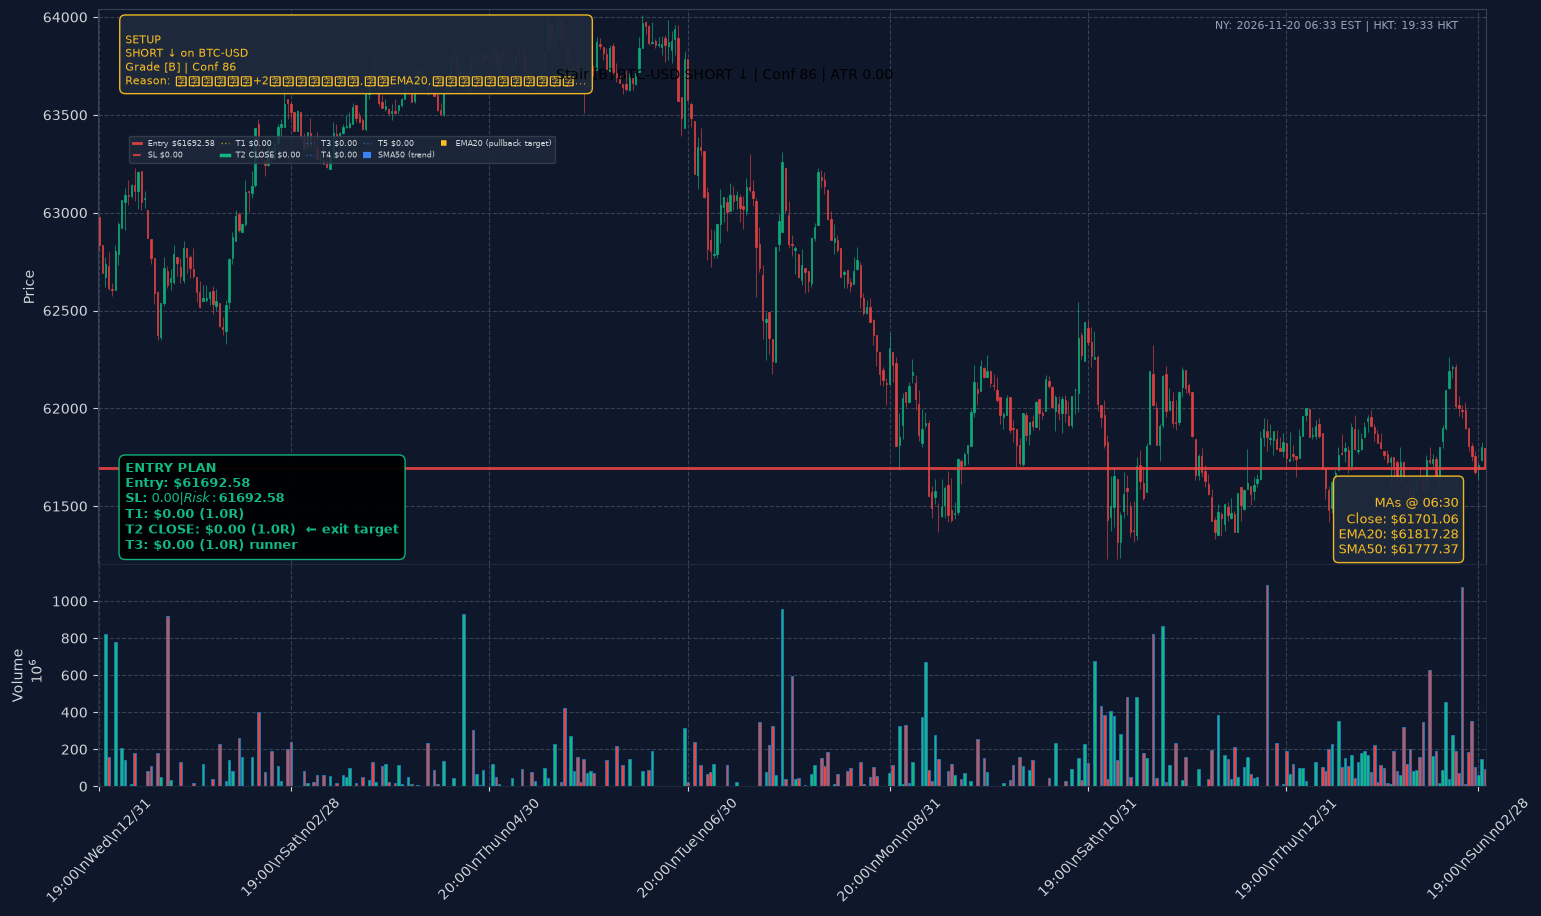 SETUP
SHORT ↓ on BTC-USD
Grade [B] | Conf 86
Reason: +2,EMA20,...
Stair [B] BTC-USD SHORT ↓ | Conf 86 | ATR 0.00
NY: 2026-11-20 06:33 EST | HKT: 19:33 HKT
Entry $61692.58
SL $0.00
T1 $0.00
T2 CLOSE $0.00
T3 $0.00
T4 $0.00
T5 $0.00
SMA50 (trend)
EMA20 (pullback target)
64000
63500
63000
62500
62000
61500
Price
ENTRY PLAN
Entry: $61692.58
SL: 0.00|Risk:61692.58
T1: $0.00 (1.0R)
T2 CLOSE: $0.00 (1.0R) ← exit target
T3: $0.00 (1.0R) runner
MAs @ 06:30
Close: $61701.06
EMA20: $61817.28
SMA50: $61777.37
1000
800
600
400
200
0
Volume
10⁶
19:00\nWed\n12/31
19:00\nSat\n02/28
20:00\nThu\n04/30
20:00\nTue\n06/30
20:00\nMon\n08/31
19:00\nSat\n10/31
19:00\nThu\n12/31
19:00\nSun\n02/28